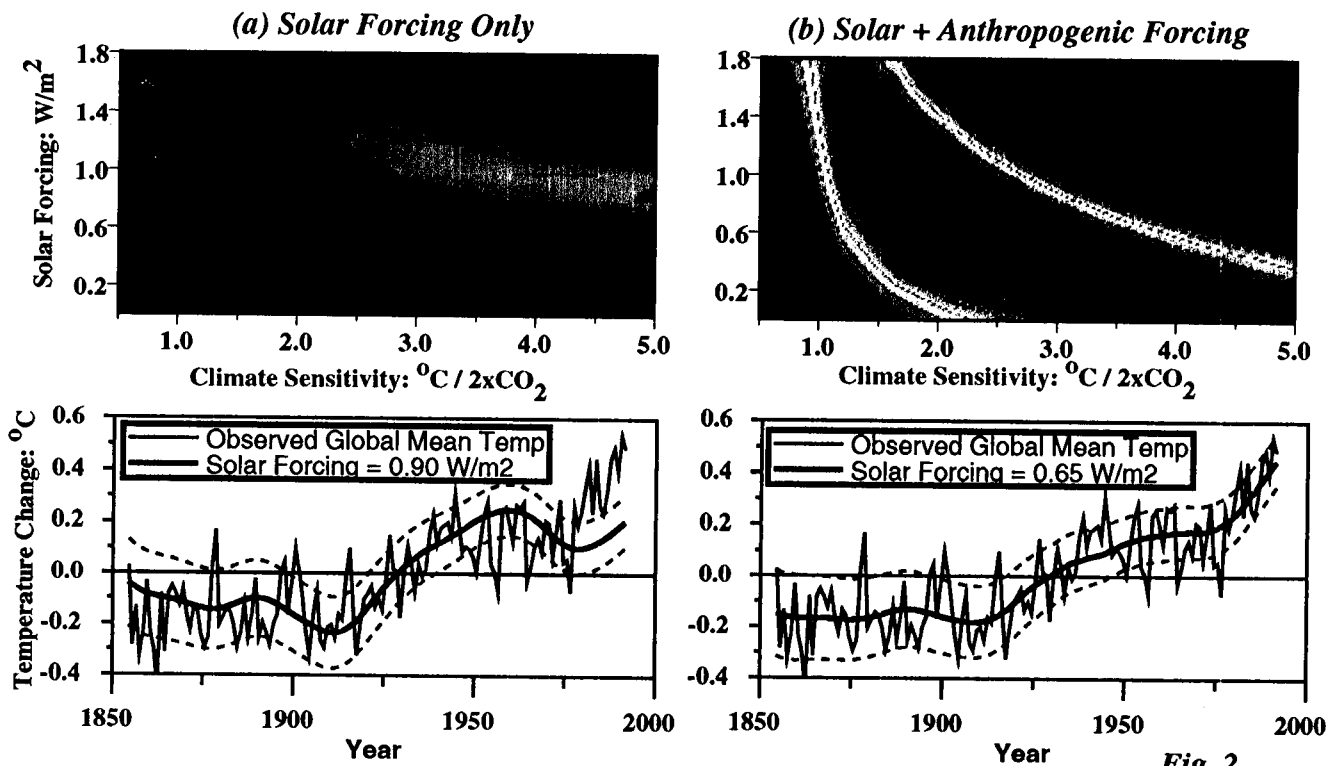 (a) Solar Forcing Only
Solar Forcing: W/m2
1.8
1.4
1.0
0.6
0.2
1.0 2.0 3.0 4.0 5.0
Climate Sensitivity: °C / 2xCO2
(b) Solar + Anthropogenic Forcing
1.8
1.4
1.0
0.6
0.2
1.0 2.0 3.0 4.0 5.0
Climate Sensitivity: °C / 2xCO2
Temperature Change: °C
0.6
0.4
0.2
0.0
-0.2
-0.4
Observed Global Mean Temp
Solar Forcing = 0.90 W/m2
1850 1900 1950 2000
Year
0.6
0.4
0.2
0.0
-0.2
-0.4
Observed Global Mean Temp
Solar Forcing = 0.65 W/m2
1850 1900 1950 2000
Year
Fig. 2